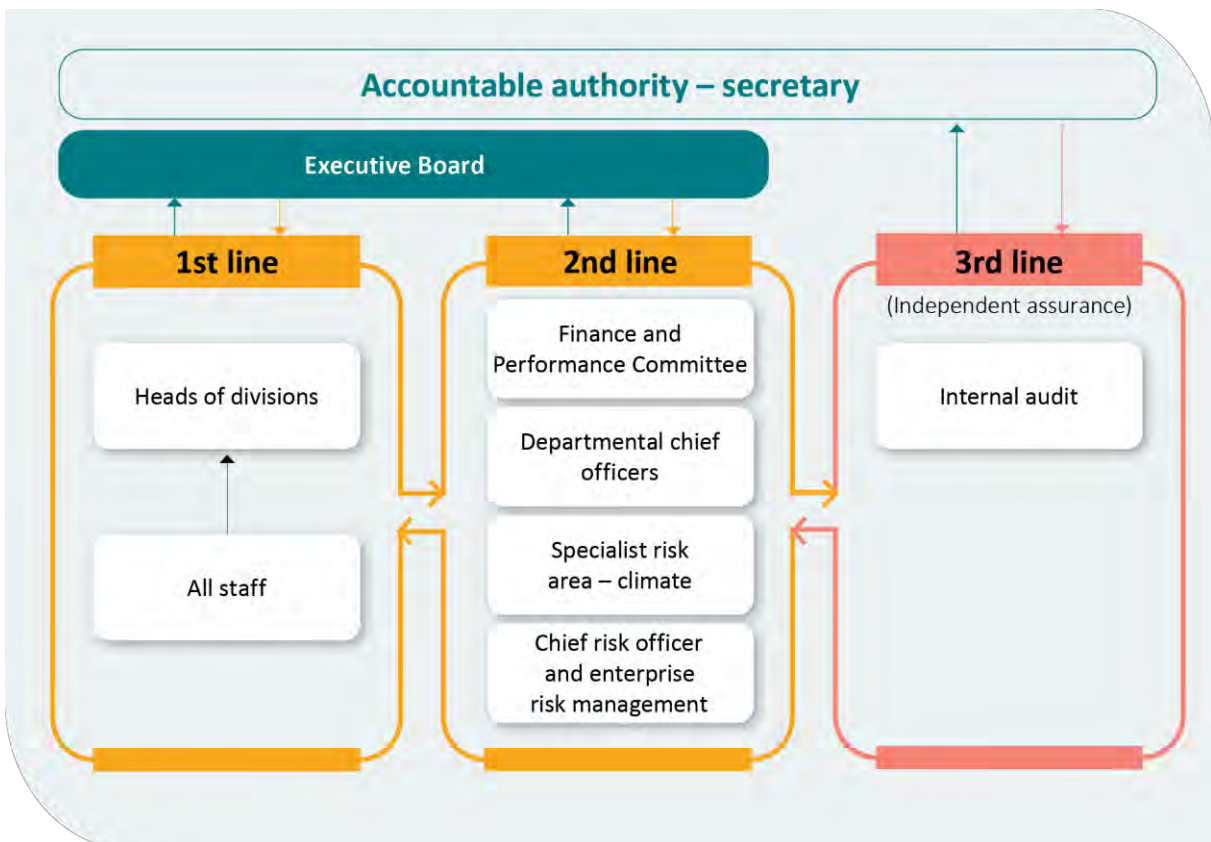 Accountable authority – secretary
Executive Board
1st line
Heads of divisions
All staff
2nd line
Finance and
Performance Committee
Departmental chief
officers
Specialist risk
area – climate
Chief risk officer
and enterprise
risk management
3rd line
(Independent assurance)
Internal audit